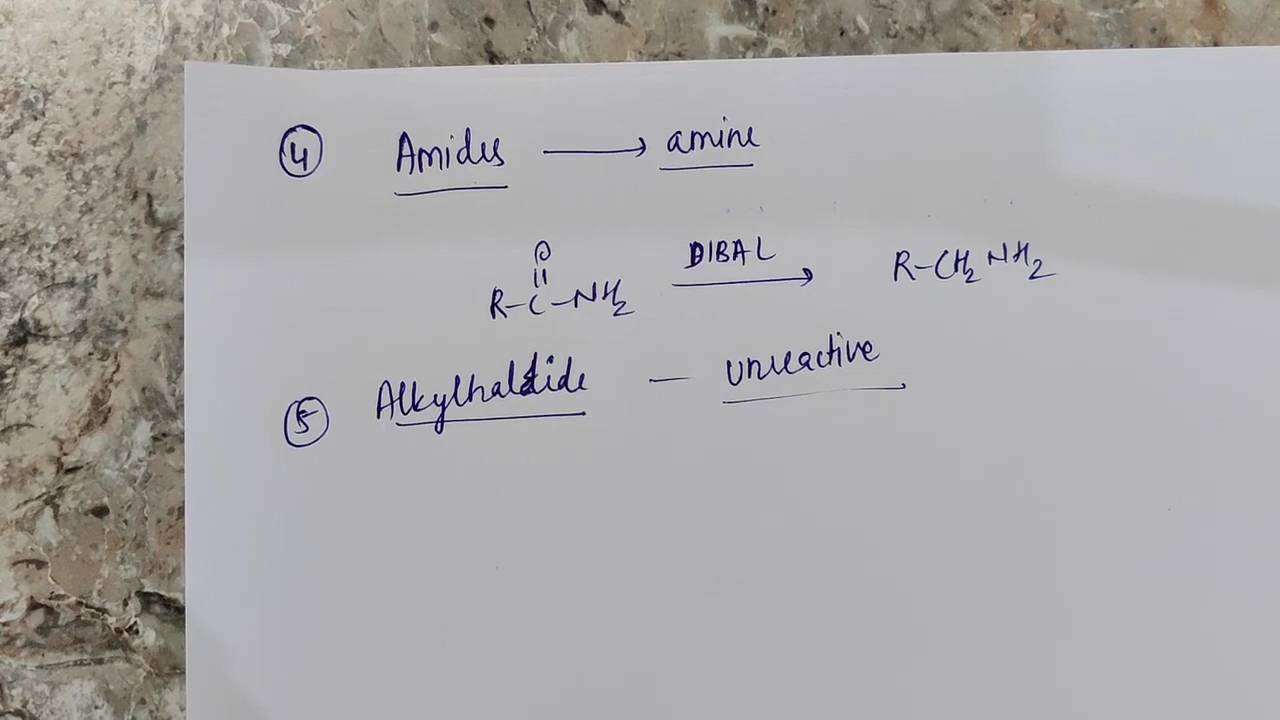 ④ Amides ⟶ amine
O
||
R-C-NH₂ DIBAL ⟶ R-CH₂NH₂
⑤ Alkylhalide — unreactive